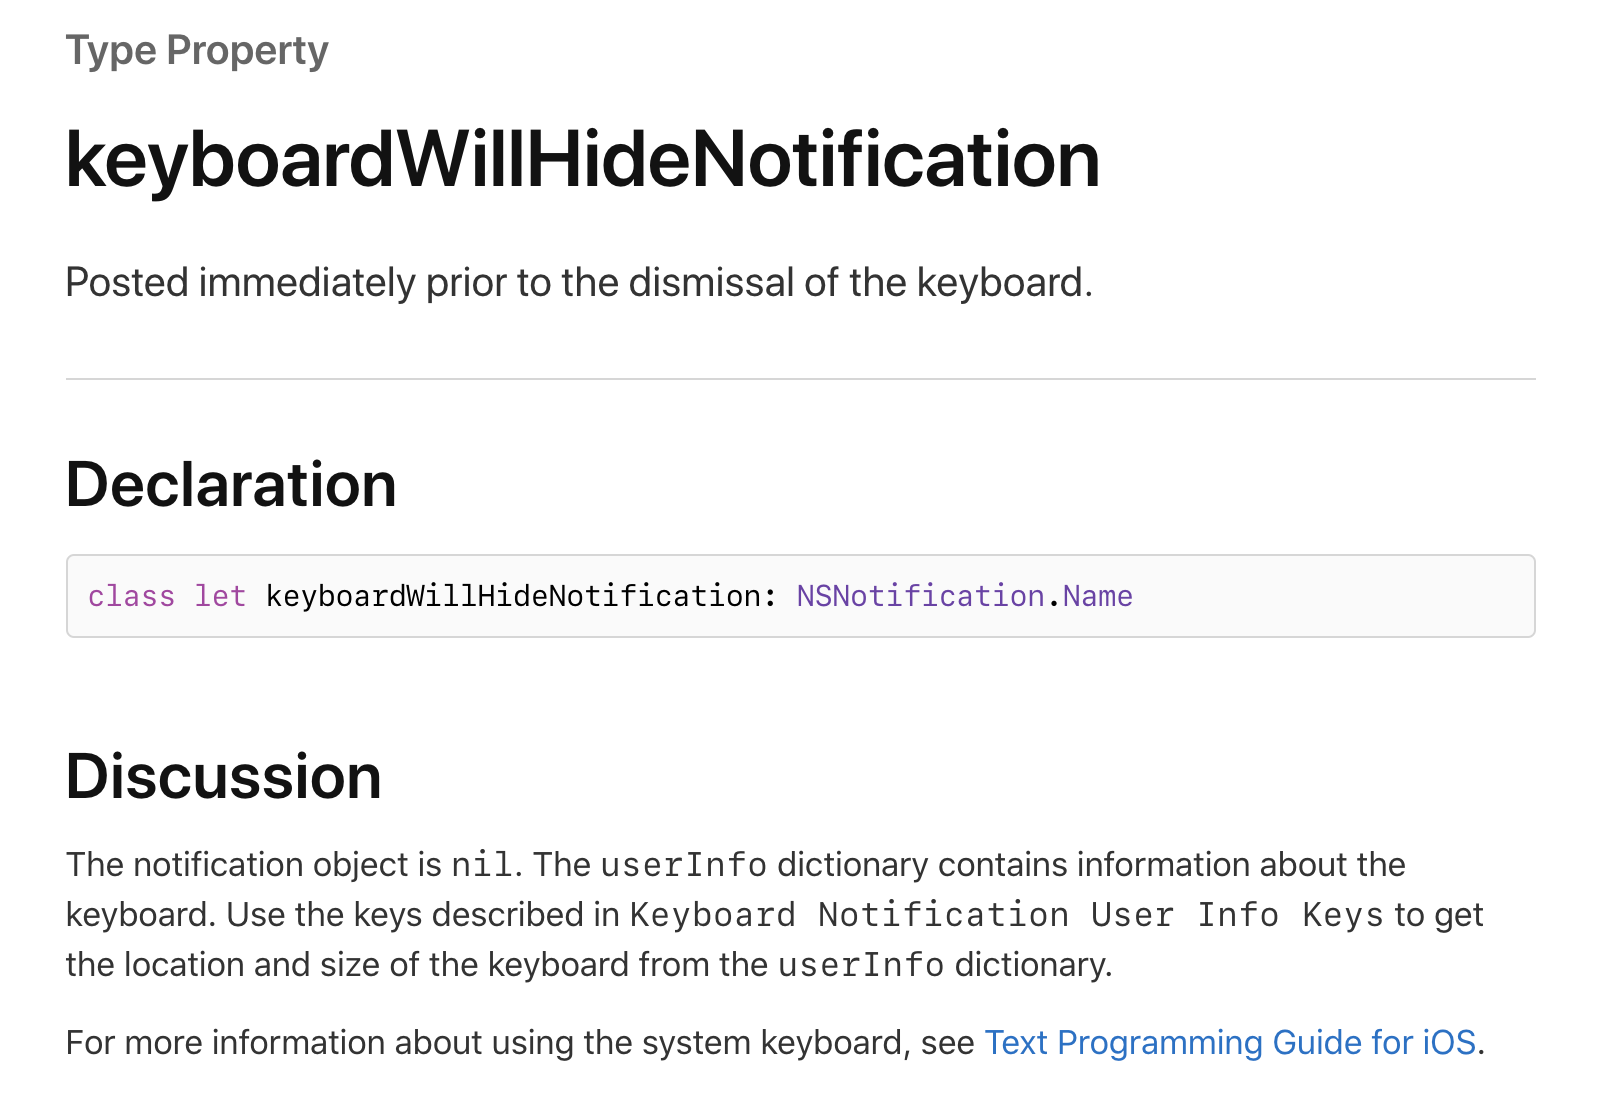 Type Property
keyboardWillHideNotification
Posted immediately prior to the dismissal of the keyboard.
Declaration
class let keyboardWillHideNotification: NSNotification.Name
Discussion
The notification object is nil. The userInfo dictionary contains information about the
keyboard. Use the keys described in Keyboard Notification User Info Keys to get
the location and size of the keyboard from the userInfo dictionary.
For more information about using the system keyboard, see Text Programming Guide for iOS.